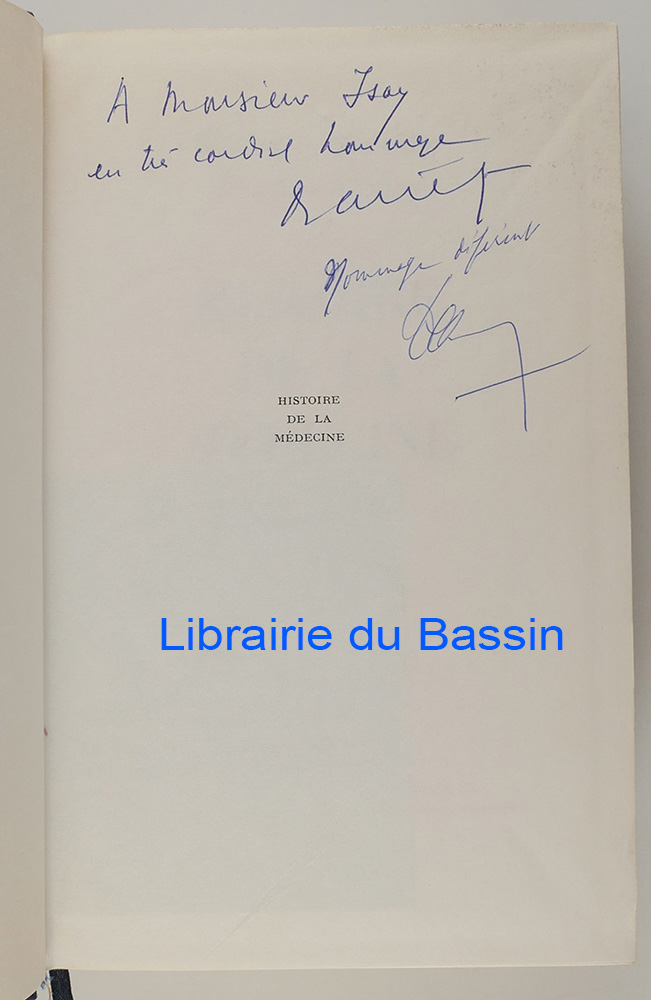 A Monsieur Isay
en très cordial hommage
Hommage déférent
HISTOIRE
DE LA
MÉDECINE
Librairie du Bassin